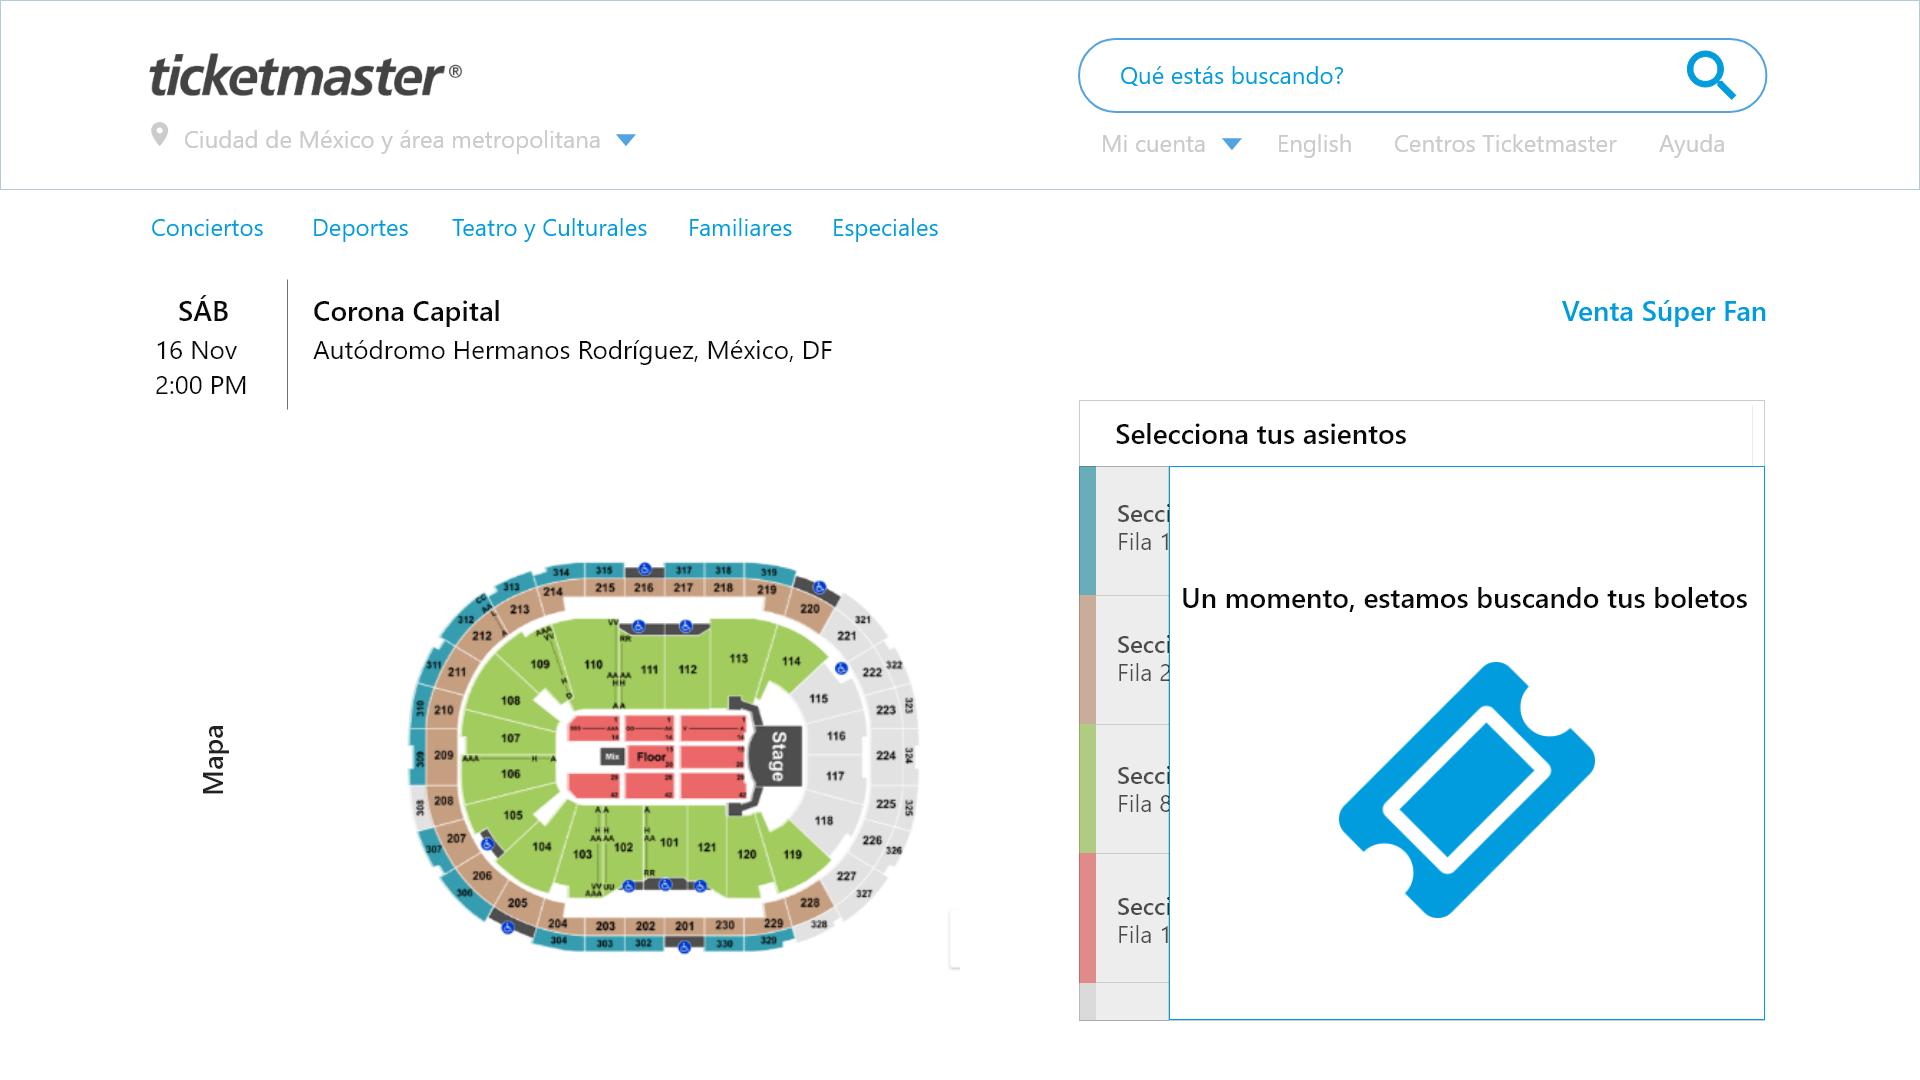 ticketmaster®
Qué estás buscando?
Ciudad de México y área metropolitana
Mi cuenta English Centros Ticketmaster Ayuda
Conciertos Deportes Teatro y Culturales Familiares Especiales
SÁB
16 Nov
2:00 PM
Corona Capital
Autódromo Hermanos Rodríguez, México, DF
Venta Súper Fan
Mapa
314 315 317 318 319
313 214 215 216 217 218 219 220
312 213 321
212 221
311 211 222 322
310 210 223 323
309 209 224 324
308 208 225 325
307 207 226 326
306 206 227 327
205 204 203 202 201 230 229 228 328
304 303 302 330 329
109 110 111 112 113 114
108 115
107 116
106 117
105 118
104 103 102 101 121 120 119
Mix Floor Stage
Selecciona tus asientos
Secci
Fila 1
Secci
Fila 2
Secci
Fila 8
Secci
Fila 1
Un momento, estamos buscando tus boletos